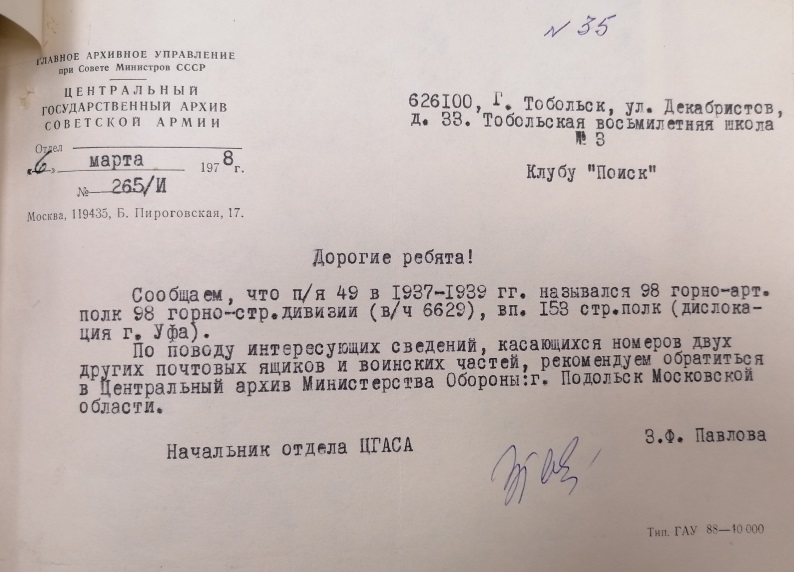 № 35
ГЛАВНОЕ АРХИВНОЕ УПРАВЛЕНИЕ
при Совете Министров СССР
ЦЕНТРАЛЬНЫЙ
ГОСУДАРСТВЕННЫЙ АРХИВ
СОВЕТСКОЙ АРМИИ
Отдел
"6" марта 1978 г.
№ 265/И
Москва, 119435, Б. Пироговская, 17.
626100, Г. Тобольск, ул. Декабристов,
д. 33. Тобольская восьмилетняя школа
№ 3
Клубу "Поиск"
Дорогие ребята!
Сообщаем, что п/я 49 в 1937-1939 гг. назывался 98 горно-арт.
полк 98 горно-стр.дивизии (в/ч 6629), вп. 153 стр.полк (дислока-
ция г. Уфа).
По поводу интересующих сведений, касающихся номеров двух
других почтовых ящиков и воинских частей, рекомендуем обратиться
в Центральный архив Министерства Обороны:г. Подольск Московской
области.
Начальник отдела ЦГАСА
З.Ф. Павлова
Тип. ГАУ 88—10 000